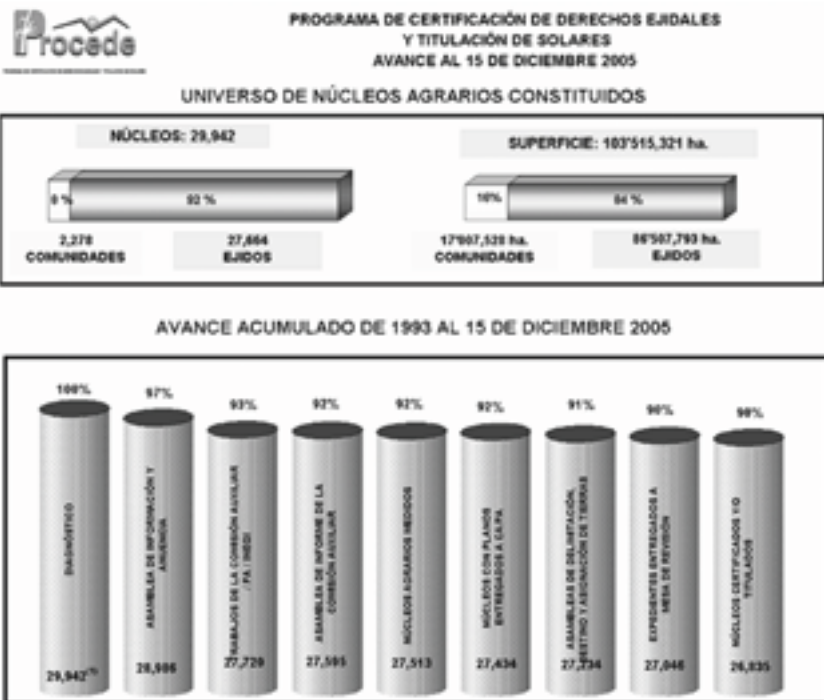 Procede
PROGRAMA DE CERTIFICACIÓN DE DERECHOS EJIDALES
Y TITULACIÓN DE SOLARES
AVANCE AL 15 DE DICIEMBRE 2005
UNIVERSO DE NÚCLEOS AGRARIOS CONSTITUIDOS
NÚCLEOS: 29,942
SUPERFICIE: 103'515,321 ha.
8 %
92 %
16%
84 %
2,278
COMUNIDADES
27,664
EJIDOS
17'007,528 ha.
COMUNIDADES
86'507,793 ha.
EJIDOS
AVANCE ACUMULADO DE 1993 AL 15 DE DICIEMBRE 2005
100%
97%
93%
92%
92%
92%
91%
90%
90%
DIAGNÓSTICO
ASAMBLEA DE INFORMACIÓN Y
ANUENCIA
TRABAJOS DE LA COMISIÓN AUXILIAR
/ PA / INEGI
ASAMBLEA DE INFORME DE LA
COMISIÓN AUXILIAR
NÚCLEOS AGRARIOS MEDIDOS
NÚCLEOS CON PLANOS
ENTREGADOS A CA/PA
ASAMBLEAS DE DELIMITACIÓN,
DESTINO Y ASIGNACIÓN DE TIERRAS
EXPEDIENTES ENTREGADOS A
MESA DE REVISIÓN
NÚCLEOS CERTIFICADOS Y/O
TITULADOS
29,942
28,986
27,720
27,595
27,513
27,434
27,234
27,046
26,835